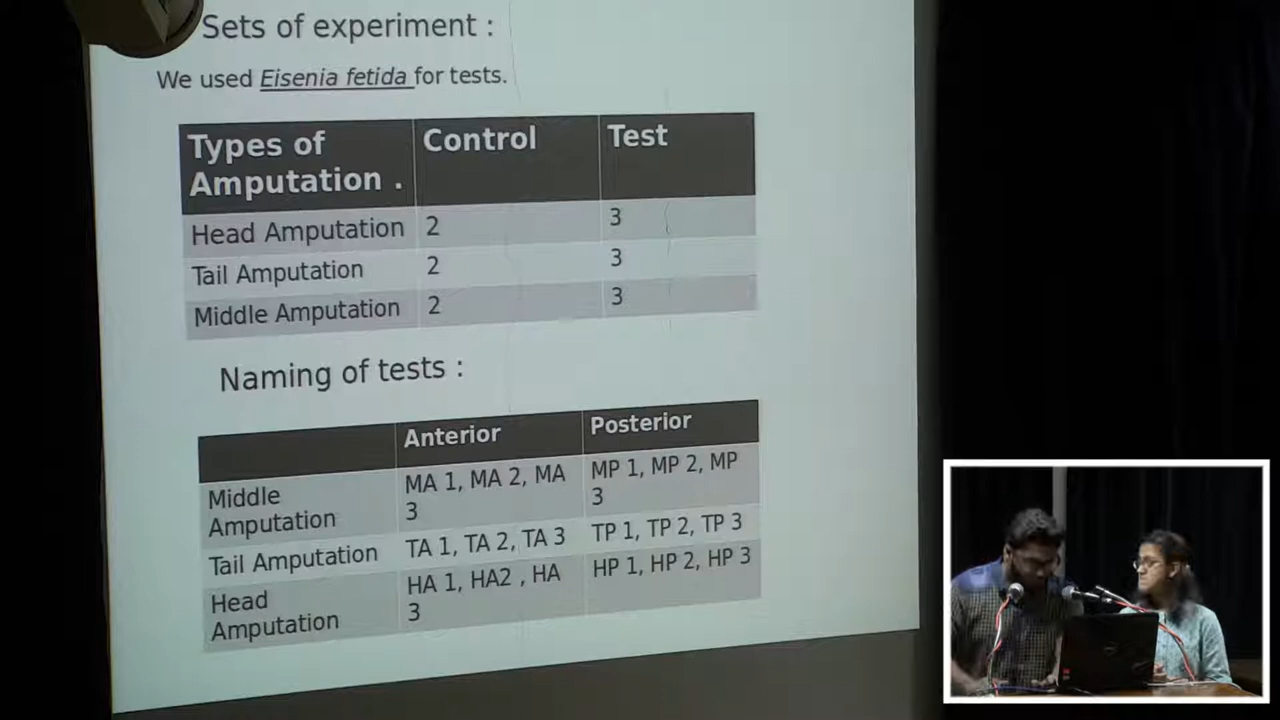 Sets of experiment :
We used Eisenia fetida for tests.
Types of Amputation . Control Test
Head Amputation 2 3
Tail Amputation 2 3
Middle Amputation 2 3
Naming of tests :
Anterior Posterior
Middle Amputation MA 1, MA 2, MA 3 MP 1, MP 2, MP 3
Tail Amputation TA 1, TA 2, TA 3 TP 1, TP 2, TP 3
Head Amputation HA 1, HA2 , HA 3 HP 1, HP 2, HP 3